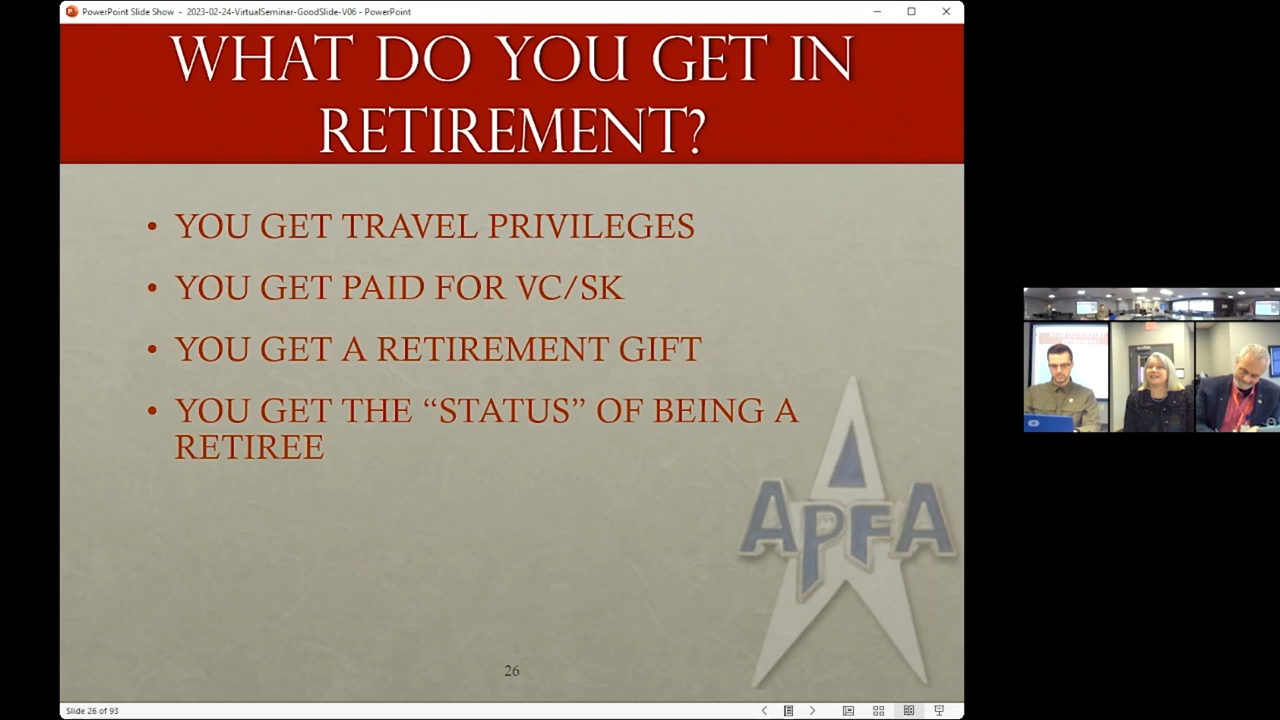 PowerPoint Slide Show - 2023-02-24-VirtualSeminar-GoodSlide-V06 - PowerPoint
WHAT DO YOU GET IN
RETIREMENT?
• YOU GET TRAVEL PRIVILEGES
• YOU GET PAID FOR VC/SK
• YOU GET A RETIREMENT GIFT
• YOU GET THE “STATUS” OF BEING A
RETIREE
APFA
26
Slide 26 of 93